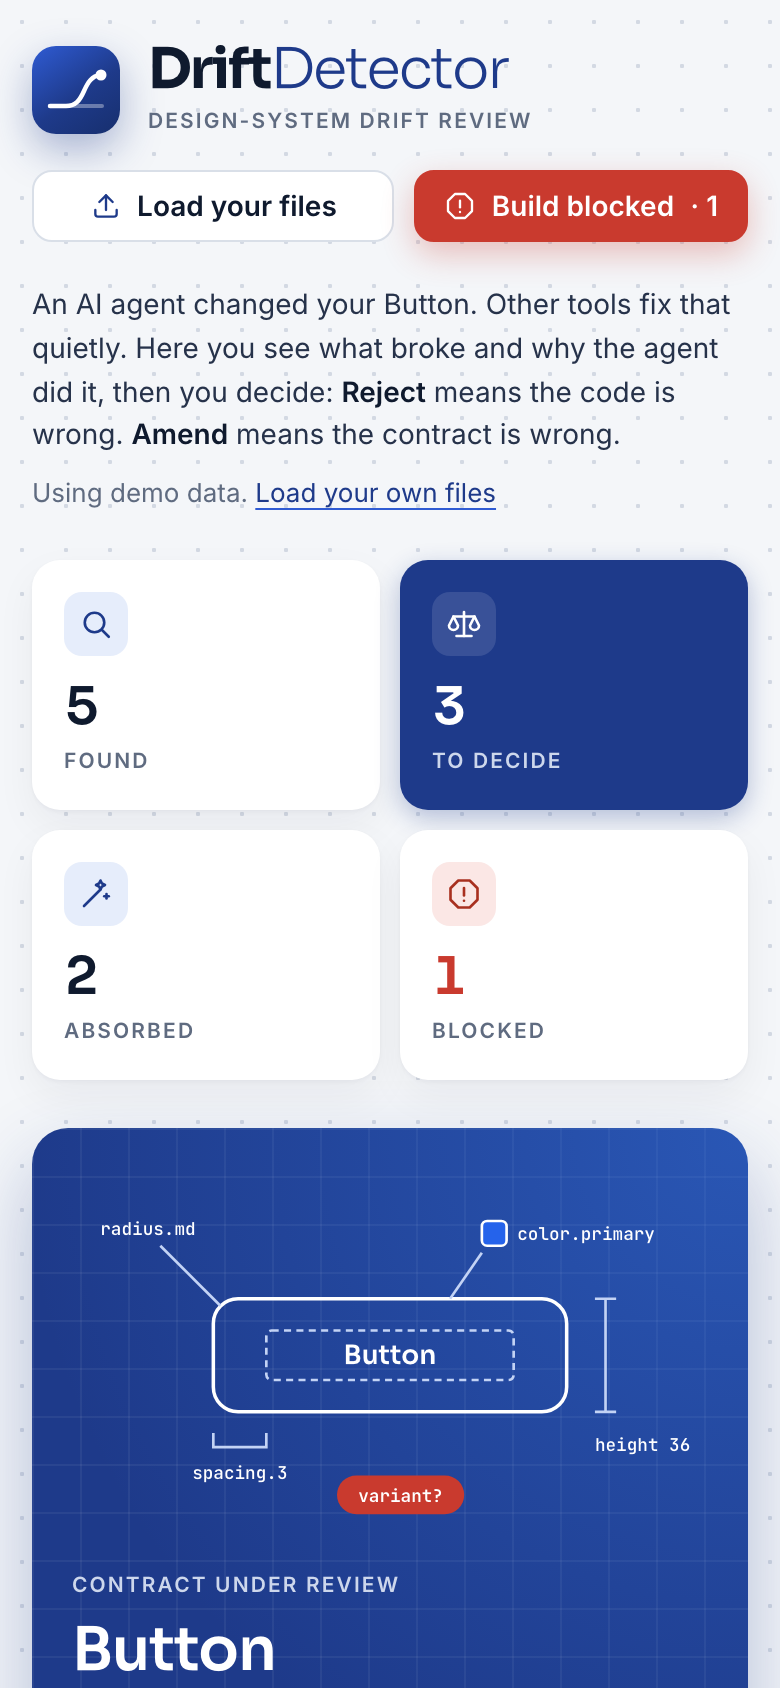 DriftDetector
DESIGN-SYSTEM DRIFT REVIEW
Load your files
Build blocked · 1
An AI agent changed your Button. Other tools fix that
quietly. Here you see what broke and why the agent
did it, then you decide: Reject means the code is
wrong. Amend means the contract is wrong.
Using demo data. Load your own files
5
FOUND
3
TO DECIDE
2
ABSORBED
1
BLOCKED
radius.md
color.primary
Button
height 36
spacing.3
variant?
CONTRACT UNDER REVIEW
Button